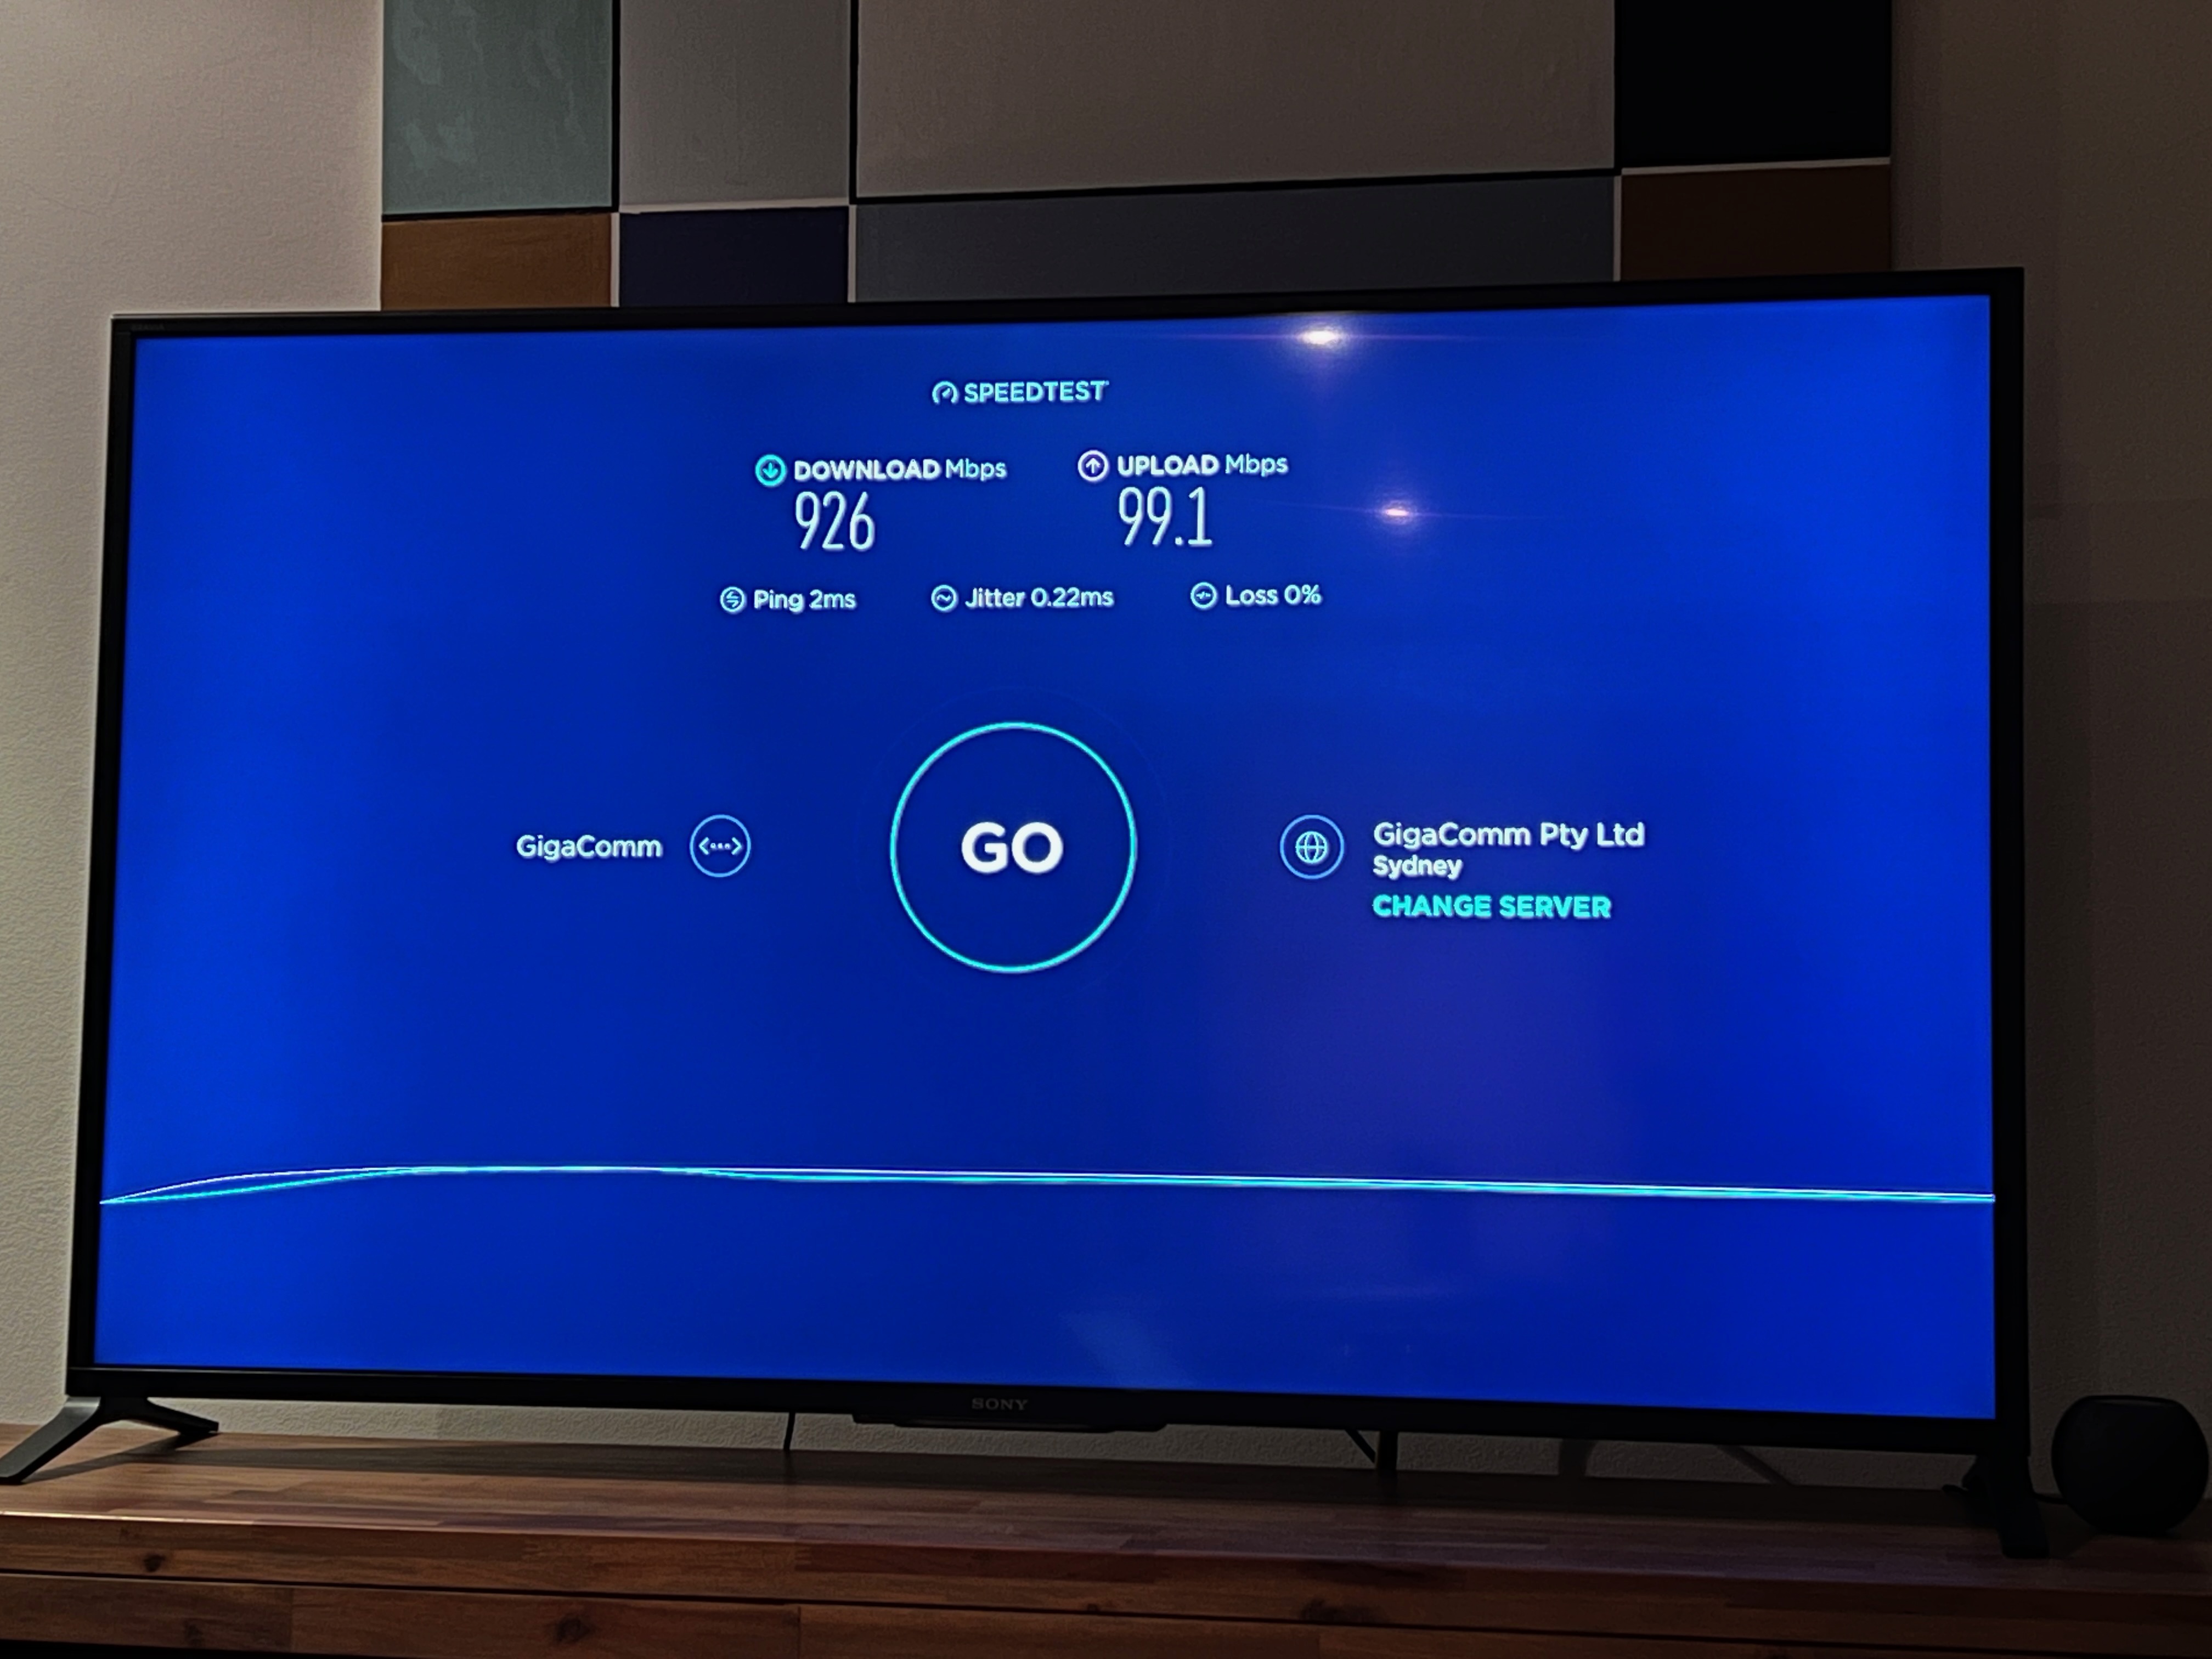 SPEEDTEST
DOWNLOAD Mbps
926
UPLOAD Mbps
99.1
Ping 2ms
Jitter 0.22ms
Loss 0%
GigaComm
GO
GigaComm Pty Ltd
Sydney
CHANGE SERVER
SONY